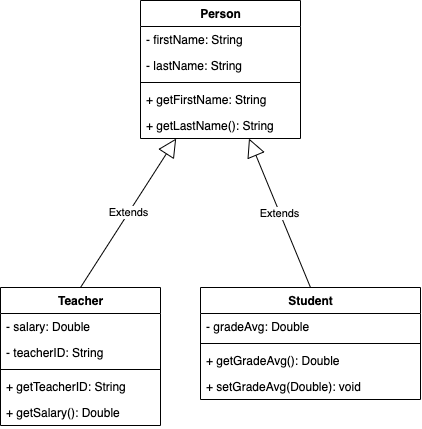 Person
- firstName: String
- lastName: String
+ getFirstName: String
+ getLastName(): String
Extends
Extends
Teacher
- salary: Double
- teacherID: String
+ getTeacherID: String
+ getSalary(): Double
Student
- gradeAvg: Double
+ getGradeAvg(): Double
+ setGradeAvg(Double): void